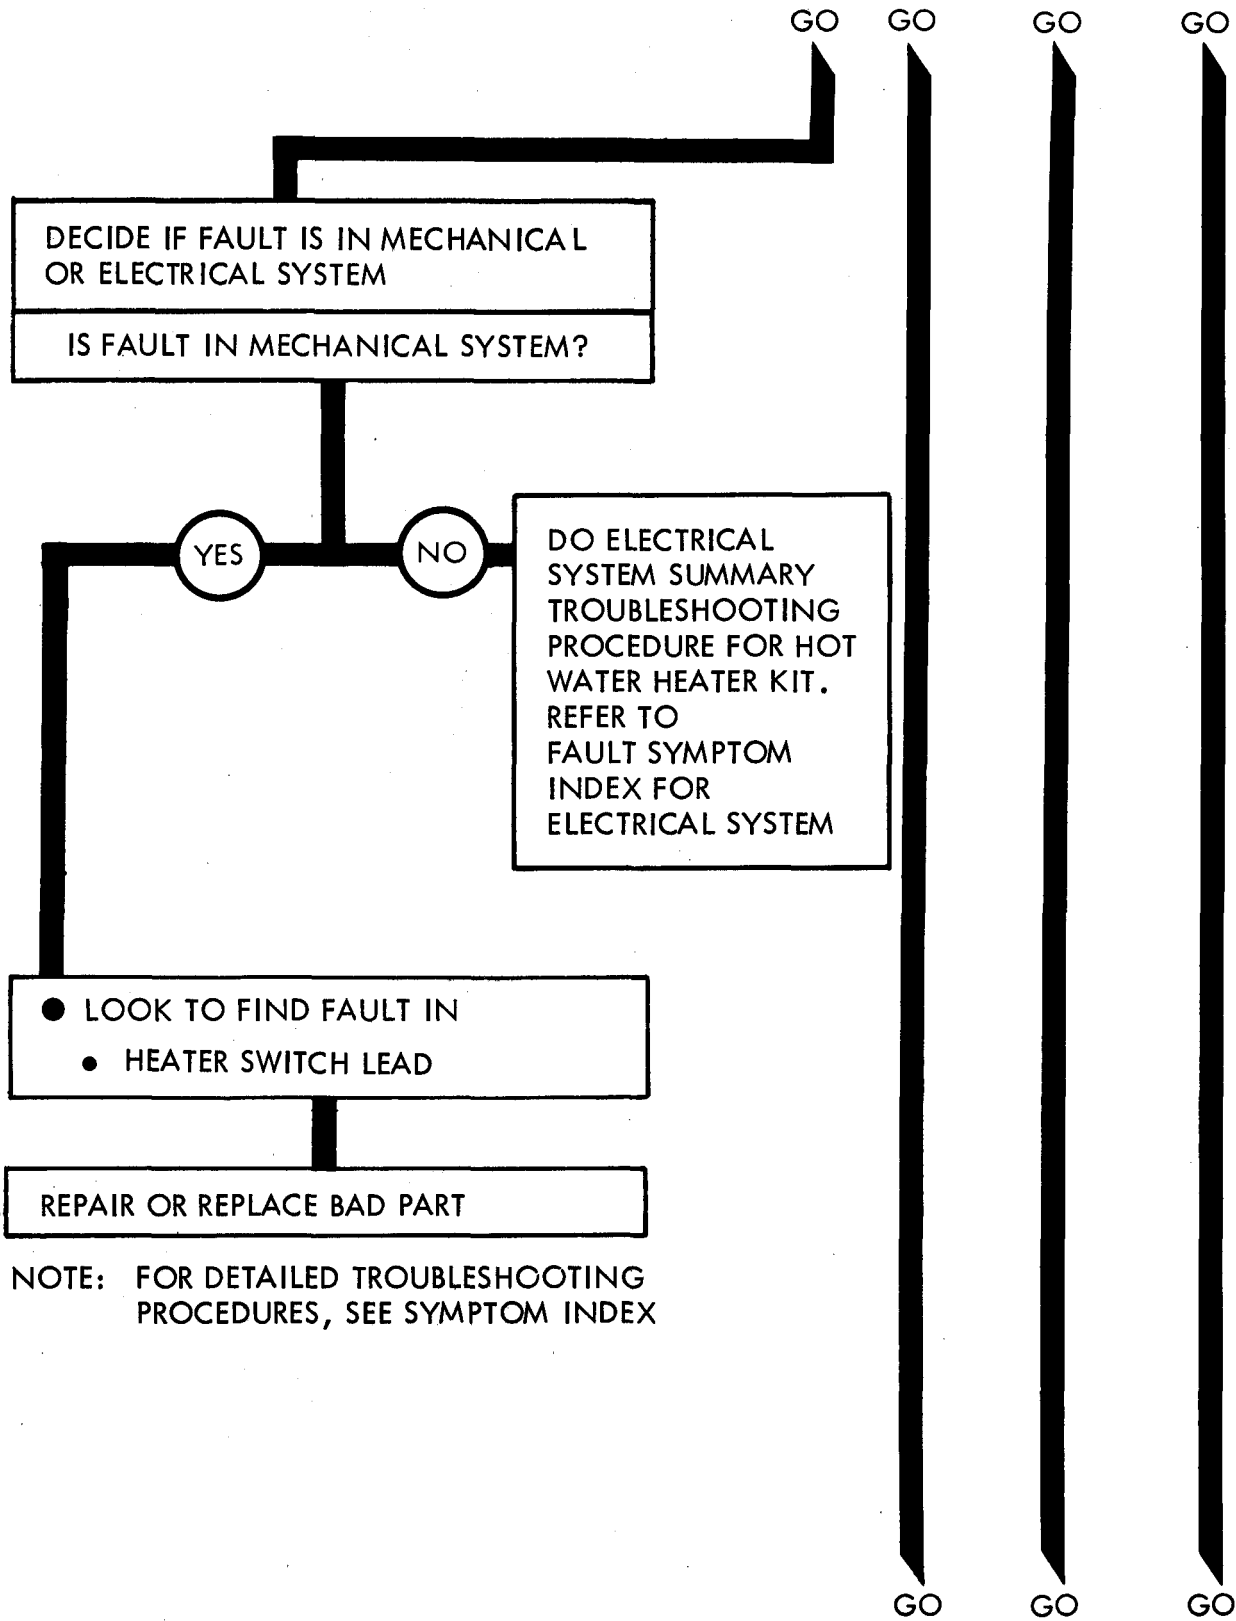 GO GO GO GO
DECIDE IF FAULT IS IN MECHANICAL
OR ELECTRICAL SYSTEM
IS FAULT IN MECHANICAL SYSTEM?
YES
NO
DO ELECTRICAL
SYSTEM SUMMARY
TROUBLESHOOTING
PROCEDURE FOR HOT
WATER HEATER KIT.
REFER TO
FAULT SYMPTOM
INDEX FOR
ELECTRICAL SYSTEM
● LOOK TO FIND FAULT IN
● HEATER SWITCH LEAD
REPAIR OR REPLACE BAD PART
NOTE: FOR DETAILED TROUBLESHOOTING
PROCEDURES, SEE SYMPTOM INDEX
GO GO GO